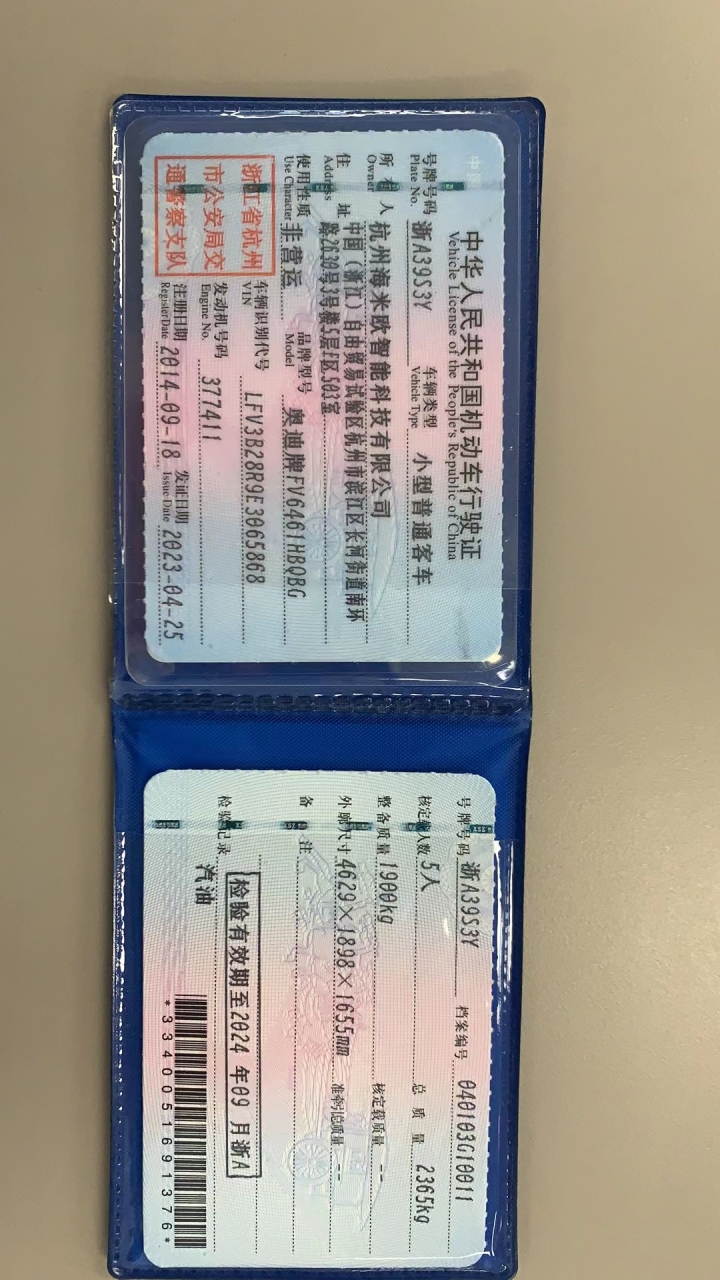 中华人民共和国机动车行驶证
Vehicle License of the People's Republic of China
号牌号码 浙A39S3Y 车辆类型 小型普通客车
Plate No. Vehicle Type
所有人 杭州海米欧智能科技有限公司
Owner
住址 中国（浙江）自由贸易试验区杭州市滨江区长河街道南环
Address 路2630号3号楼5层E区503室
使用性质 非营运 品牌型号 奥迪牌FV6461HBQBG
Use Character Model
浙江省杭州
市公安局交
通警察支队
车辆识别代号 LFV3B28R9E3065868
VIN
发动机号码 377411
Engine No.
注册日期 2014-09-18 发证日期 2023-04-25
Register Date Issue Date
号牌号码 浙A39S3Y 档案编号 040103G10011
核定载人数 5人 总质量 2365kg
整备质量 1900kg 核定载质量 --
外廓尺寸 4629×1898×1655mm 准牵引总质量 --
备注
检验有效期至2024 年09 月浙A
检验记录
汽油
*3340051691376*